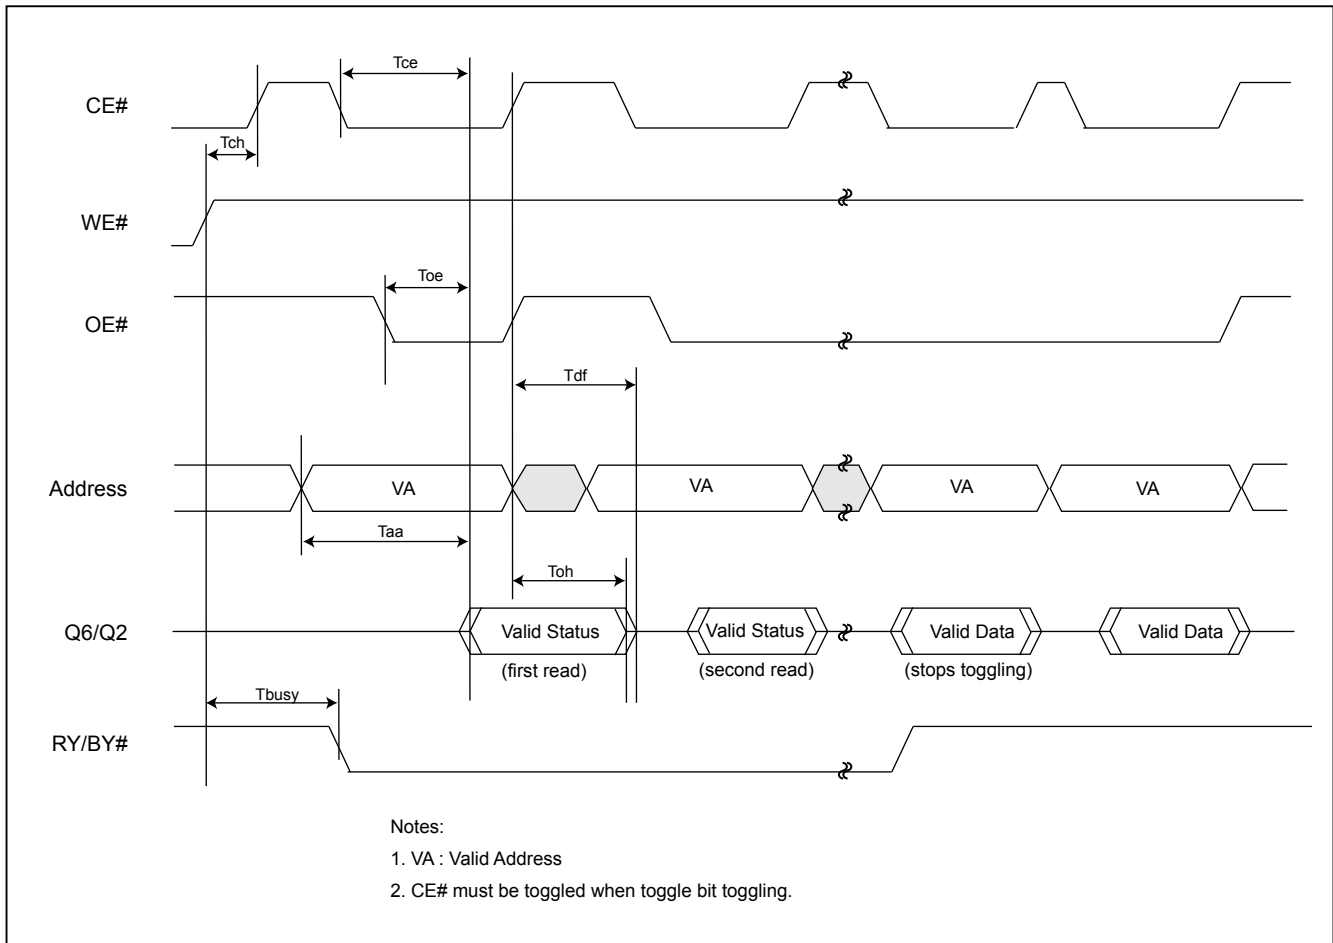 Tce
CE#
Tch
WE#
Toe
OE#
Tdf
Address
VA
VA
VA
VA
Taa
Toh
Q6/Q2
Valid Status
Valid Status
Valid Data
Valid Data
(first read)
(second read)
(stops toggling)
Tbusy
RY/BY#
Notes:
1. VA : Valid Address
2. CE# must be toggled when toggle bit toggling.